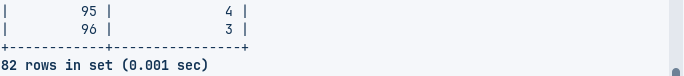 |         95 |              4 |
|         96 |              3 |
+------------+----------------+
82 rows in set (0.001 sec)